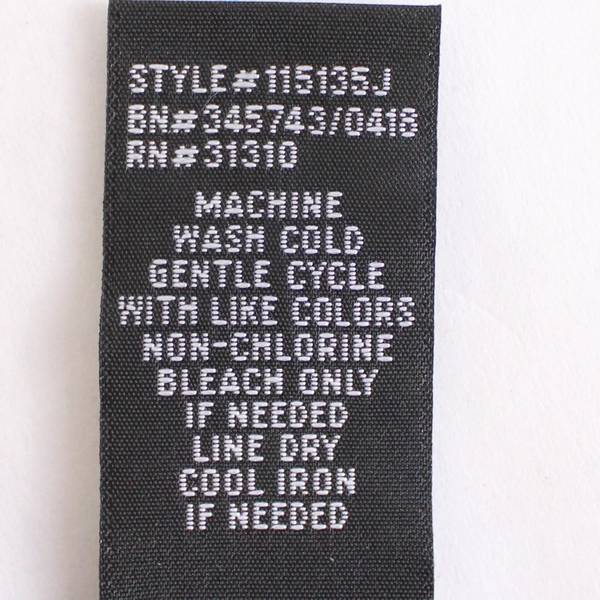 STYLE#115135J
BN#345743/0416
RN#31310
MACHINE
WASH COLD
GENTLE CYCLE
WITH LIKE COLORS
NON-CHLORINE
BLEACH ONLY
IF NEEDED
LINE DRY
COOL IRON
IF NEEDED